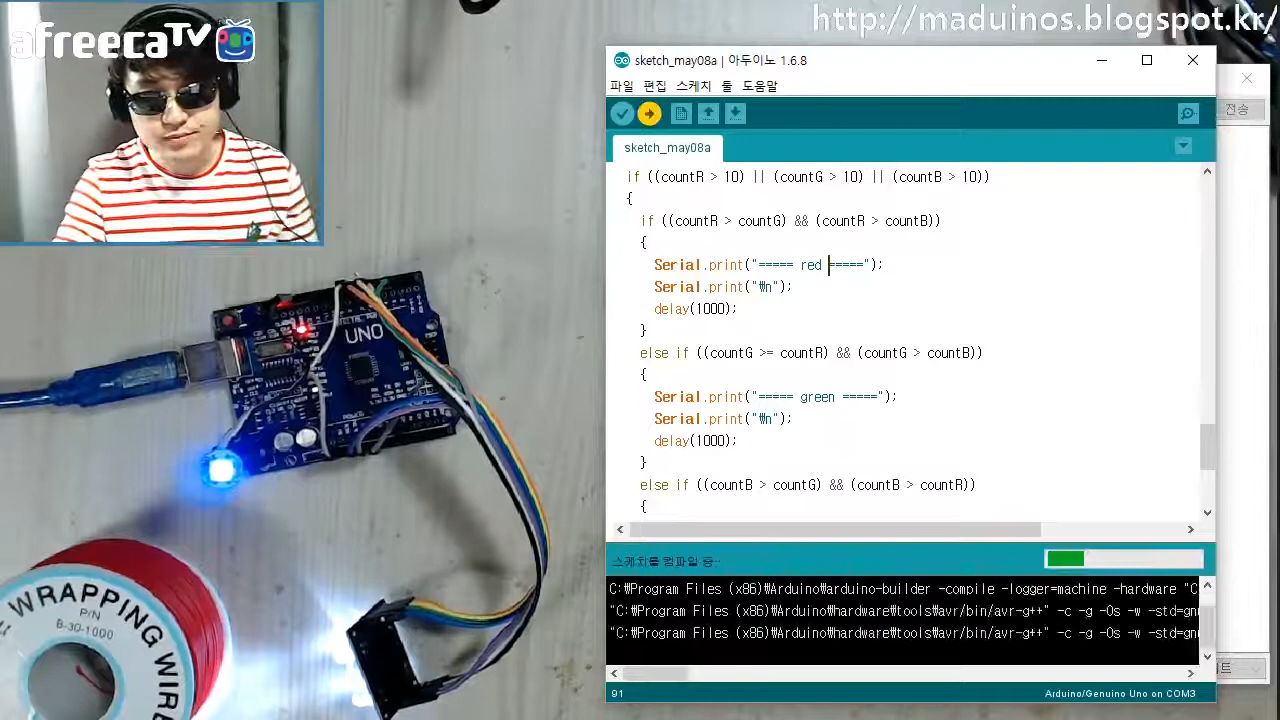 afreecaTV
http://maduinos.blogspot.kr/
sketch_may08a | 아두이노 1.6.8
파일 편집 스케치 툴 도움말
전송
sketch_may08a
if ((countR > 10) || (countG > 10) || (countB > 10))
{
if ((countR > countG) && (countR > countB))
{
Serial.print("===== red =====");
Serial.print("₩n");
delay(1000);
}
else if ((countG >= countR) && (countG > countB))
{
Serial.print("===== green =====");
Serial.print("₩n");
delay(1000);
}
else if ((countB > countG) && (countB > countR))
{
스케치를 컴파일 중…
C:₩Program Files (x86)₩Arduino₩arduino-builder -compile -logger=machine -hardware "C
"C:₩Program Files (x86)₩Arduino₩hardware₩tools₩avr/bin/avr-g++" -c -g -Os -w -std=gnu
"C:₩Program Files (x86)₩Arduino₩hardware₩tools₩avr/bin/avr-g++" -c -g -Os -w -std=gnu
91
Arduino/Genuino Uno on COM3
UNO
WRAPPING WIRE
P/N
B-30-1000